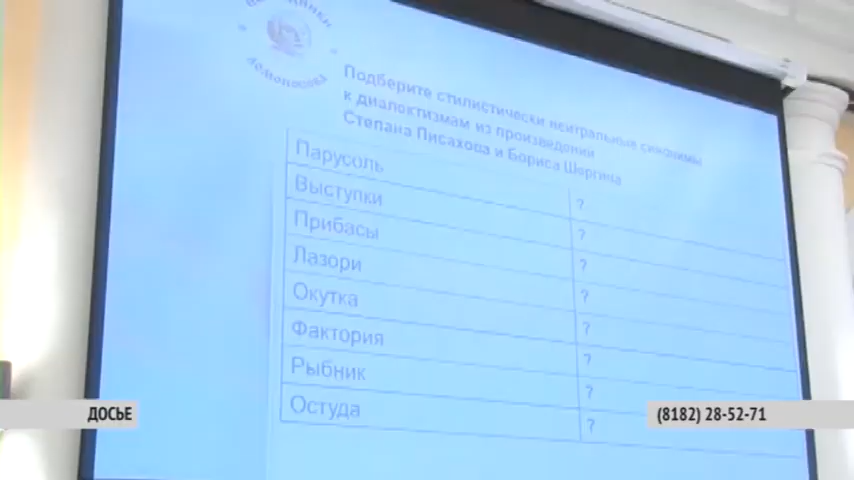 Ломоносова
Подберите стилистически нейтральные синонимы
к диалектизмам из произведений
Степана Писахова и Бориса Шергина
Парусоль ?
Выступки ?
Прибасы ?
Лазори ?
Окутка ?
Фактория ?
Рыбник ?
Остуда ?
ДОСЬЕ
(8182) 28-52-71